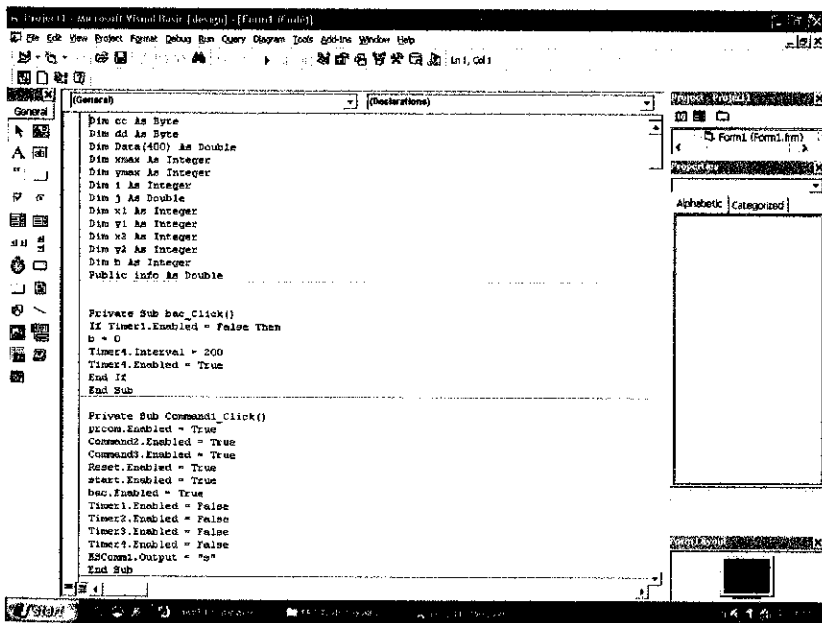 Project1 - Microsoft Visual Basic [design] - [Form1 (Code)]
File Edit View Project Format Debug Run Query Diagram Tools Add-Ins Window Help
Ln 1, Col 1
General
(General) (Declarations)
Dim cc As Byte
Dim dd As Byte
Dim Data(400) As Double
Dim xmax As Integer
Dim ymax As Integer
Dim i As Integer
Dim j As Double
Dim x1 As Integer
Dim y1 As Integer
Dim x2 As Integer
Dim y2 As Integer
Dim b As Integer
Public info As Double
Private Sub bac_Click()
If Timer1.Enabled = False Then
b = 0
Timer4.Interval = 200
Timer4.Enabled = True
End If
End Sub
Private Sub Command1_Click()
prcom.Enabled = True
Command2.Enabled = True
Command3.Enabled = True
Reset.Enabled = True
start.Enabled = True
bac.Enabled = True
Timer1.Enabled = False
Timer2.Enabled = False
Timer3.Enabled = False
Timer4.Enabled = False
MSComm1.Output = "s"
End Sub
Form1 (Form1.frm)
Alphabetic Categorized
Start